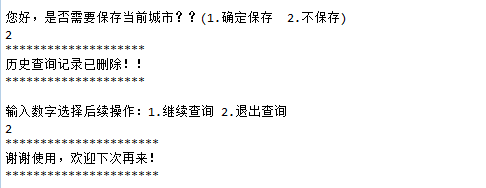 您好，是否需要保存当前城市？？(1.确定保存  2.不保存)
2
********************
历史查询记录已删除！！
********************
输入数字选择后续操作：1.继续查询 2.退出查询
2
**********************
谢谢使用，欢迎下次再来！
**********************